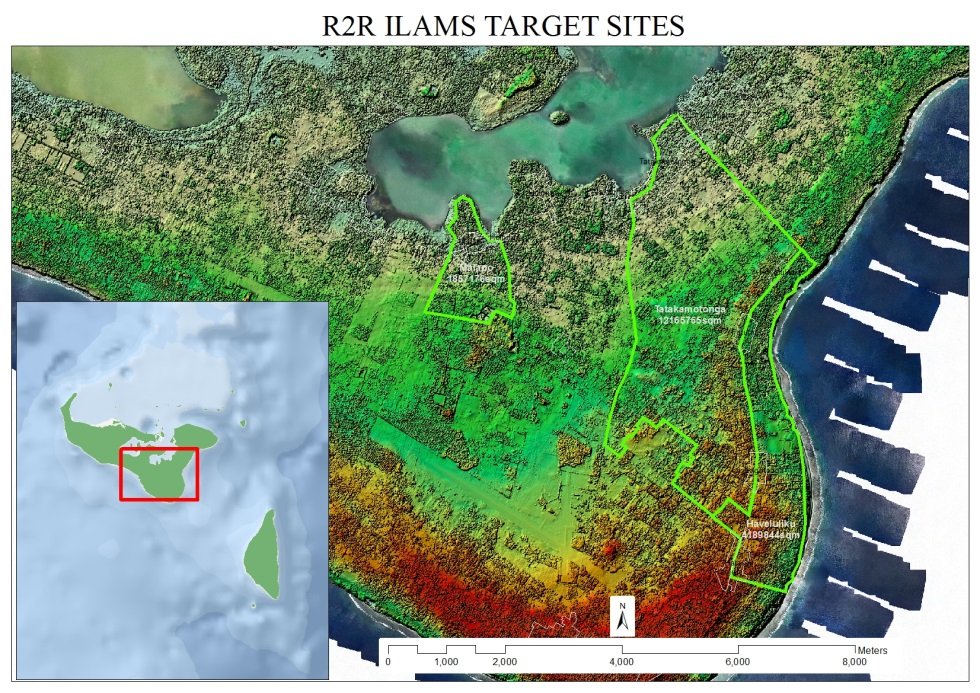 R2R ILAMS TARGET SITES
Malapo
Tatakamotonga
12165765sqm
Haveluliku
4189844sqm
N
Meters
0 1,000 2,000 4,000 6,000 8,000